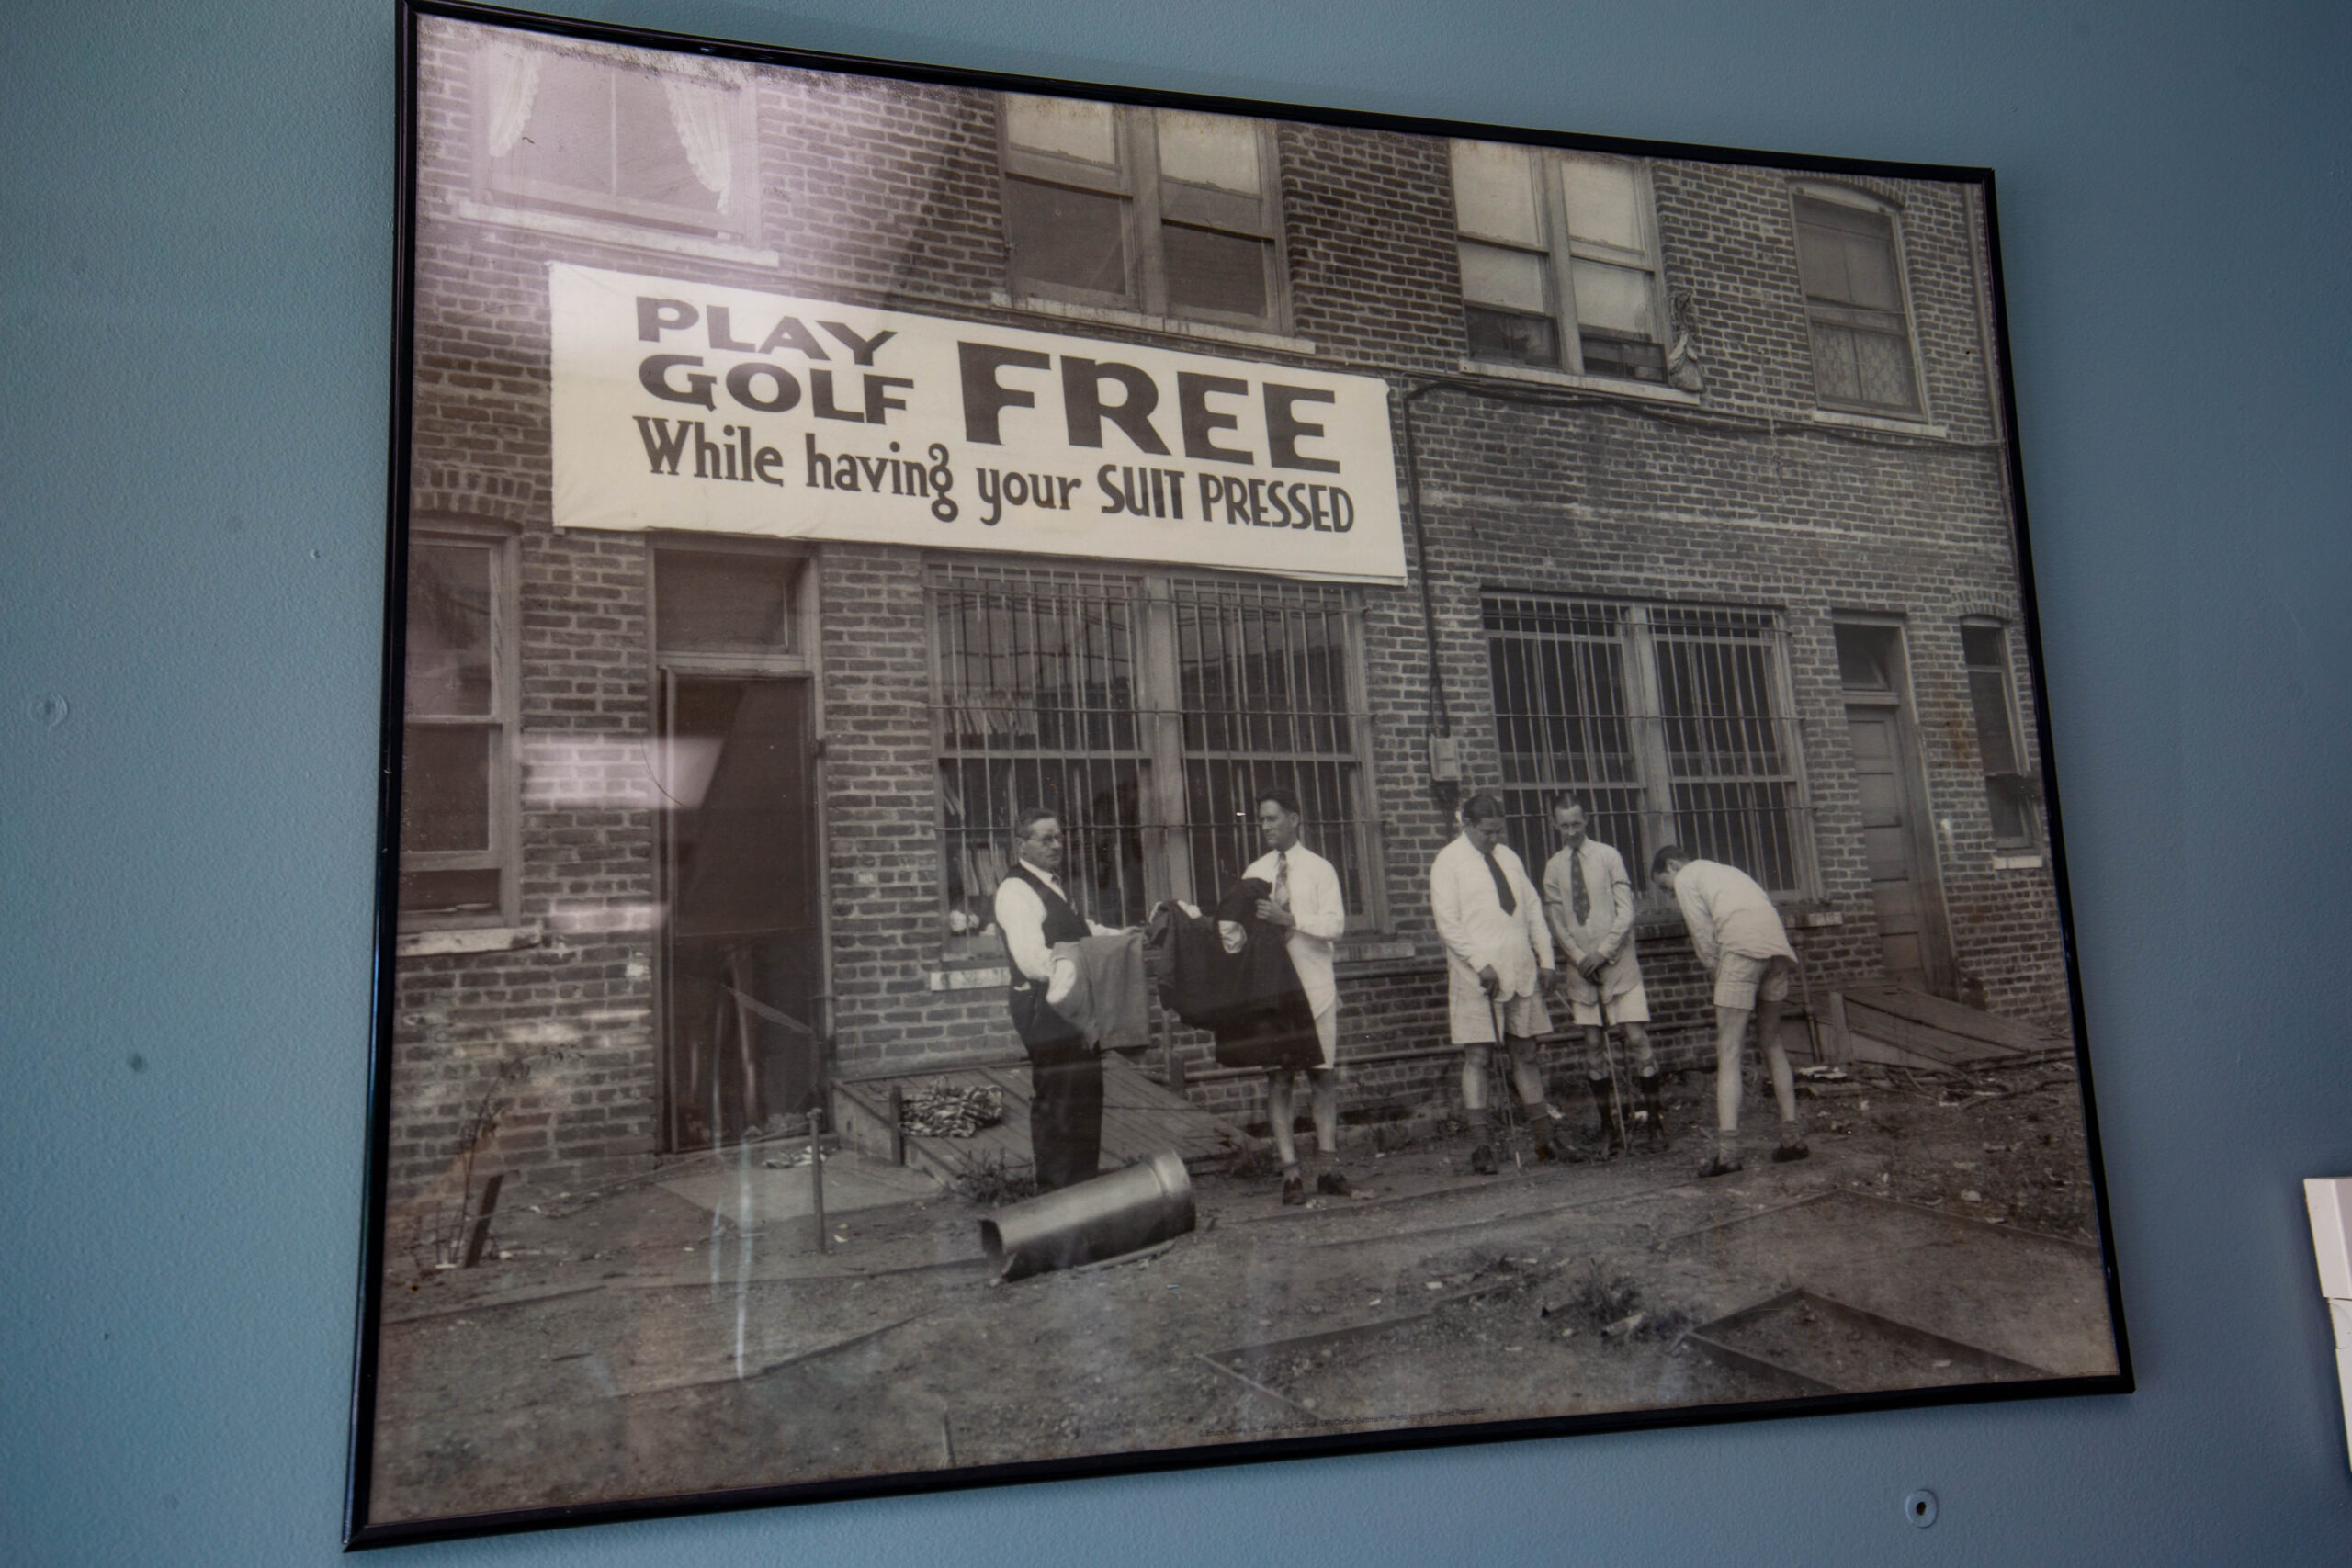 PLAY
GOLF FREE
While having your SUIT PRESSED